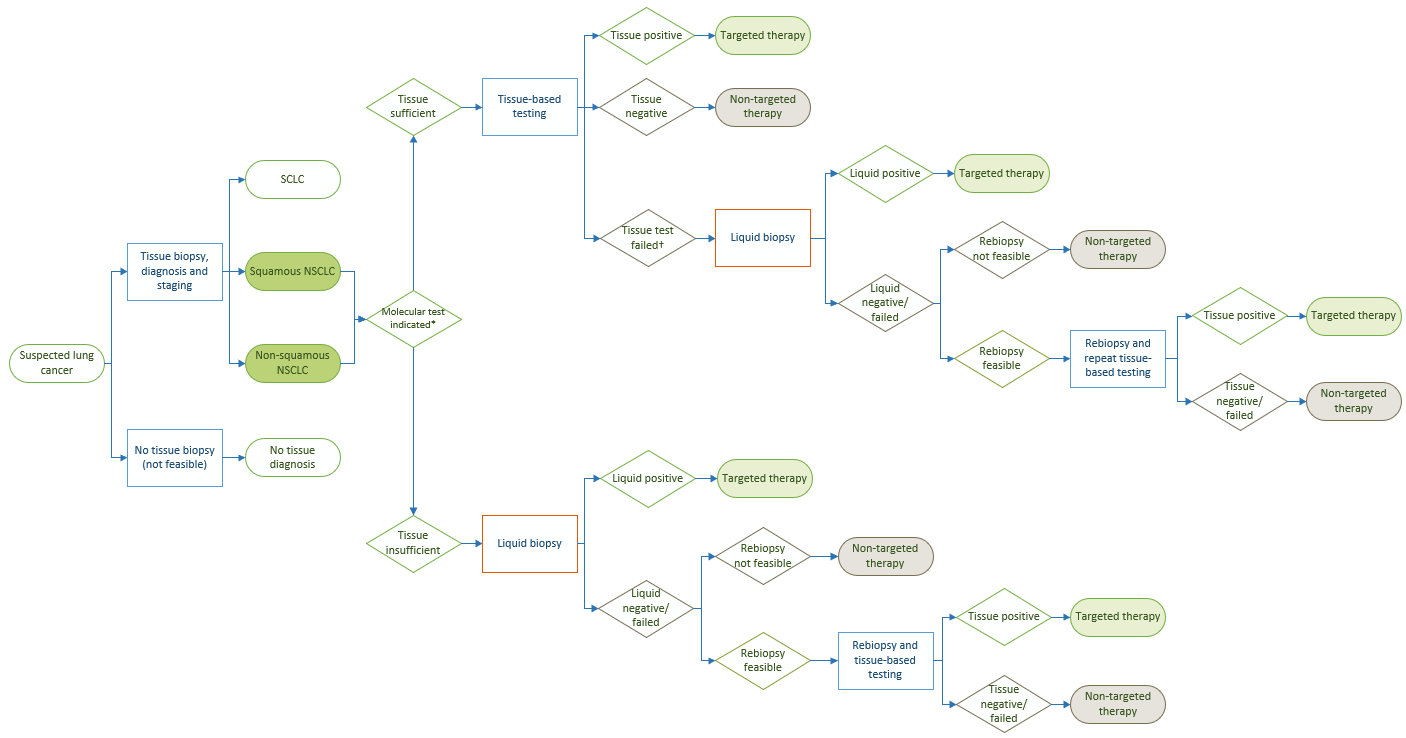 Tissue positive
Targeted therapy
Tissue
sufficient
Tissue-based
testing
Tissue
negative
Non-targeted
therapy
SCLC
Liquid positive
Targeted therapy
Tissue test
failed†
Liquid biopsy
Rebiopsy
not feasible
Non-targeted
therapy
Tissue biopsy,
diagnosis and
staging
Squamous NSCLC
Molecular test
indicated*
Liquid
negative/
failed
Tissue positive
Targeted therapy
Suspected lung
cancer
Non-squamous
NSCLC
Rebiopsy
feasible
Rebiopsy and
repeat tissue-
based testing
Tissue
negative/
failed
Non-targeted
therapy
No tissue biopsy
(not feasible)
No tissue
diagnosis
Liquid positive
Targeted therapy
Tissue
insufficient
Liquid biopsy
Rebiopsy
not feasible
Non-targeted
therapy
Liquid
negative/
failed
Tissue positive
Targeted therapy
Rebiopsy
feasible
Rebiopsy and
tissue-based
testing
Tissue
negative/
failed
Non-targeted
therapy